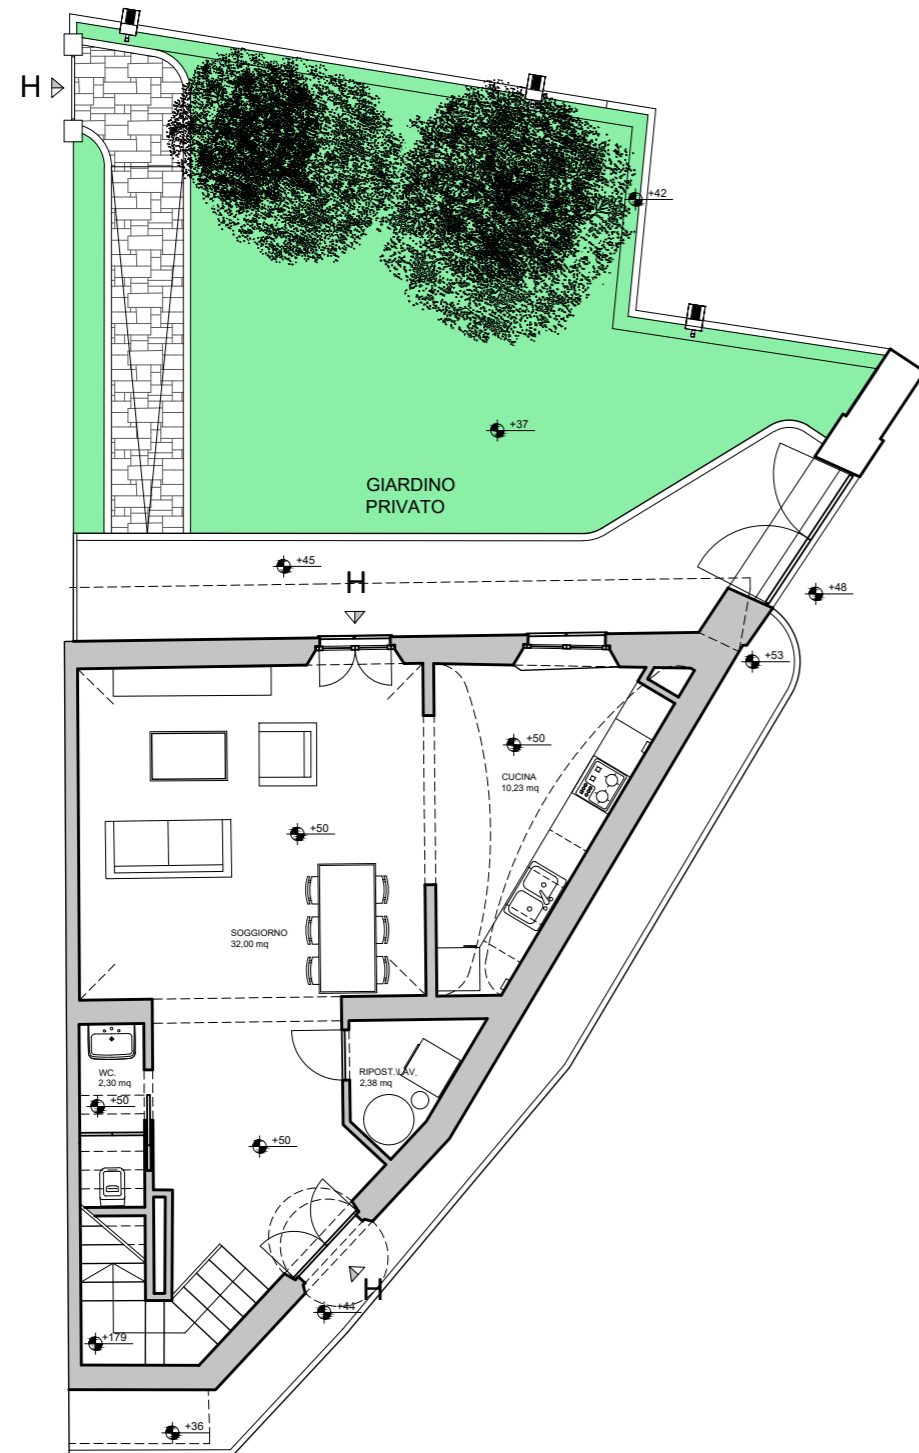 H
+42
+37
GIARDINO
PRIVATO
+45
H
+48
+53
+50
CUCINA
10,23 mq
+50
SOGGIORNO
32,00 mq
WC.
2,30 mq
RIPOST.\LAV.
2,38 mq
+50
+50
H
+44
+179
+36